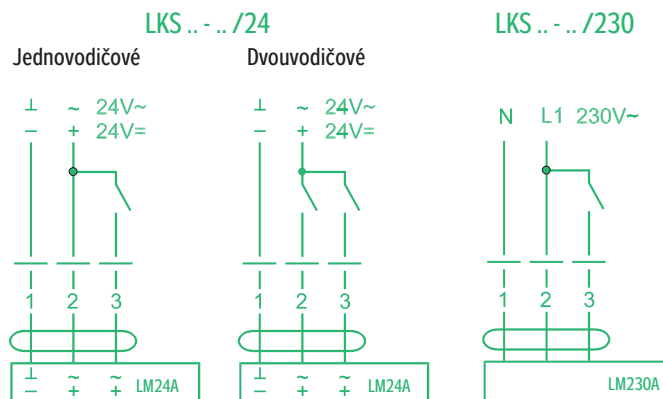 LKS .. - .. /24 LKS .. - .. /230
Jednovodičové Dvouvodičové
⊥ ~ 24V~ ⊥ ~ 24V~
– + 24V= – + 24V=
N L1 230V~
1 2 3 1 2 3 1 2 3
⊥ ~ ~ LM24A ⊥ ~ ~ LM24A LM230A
– + + – + +